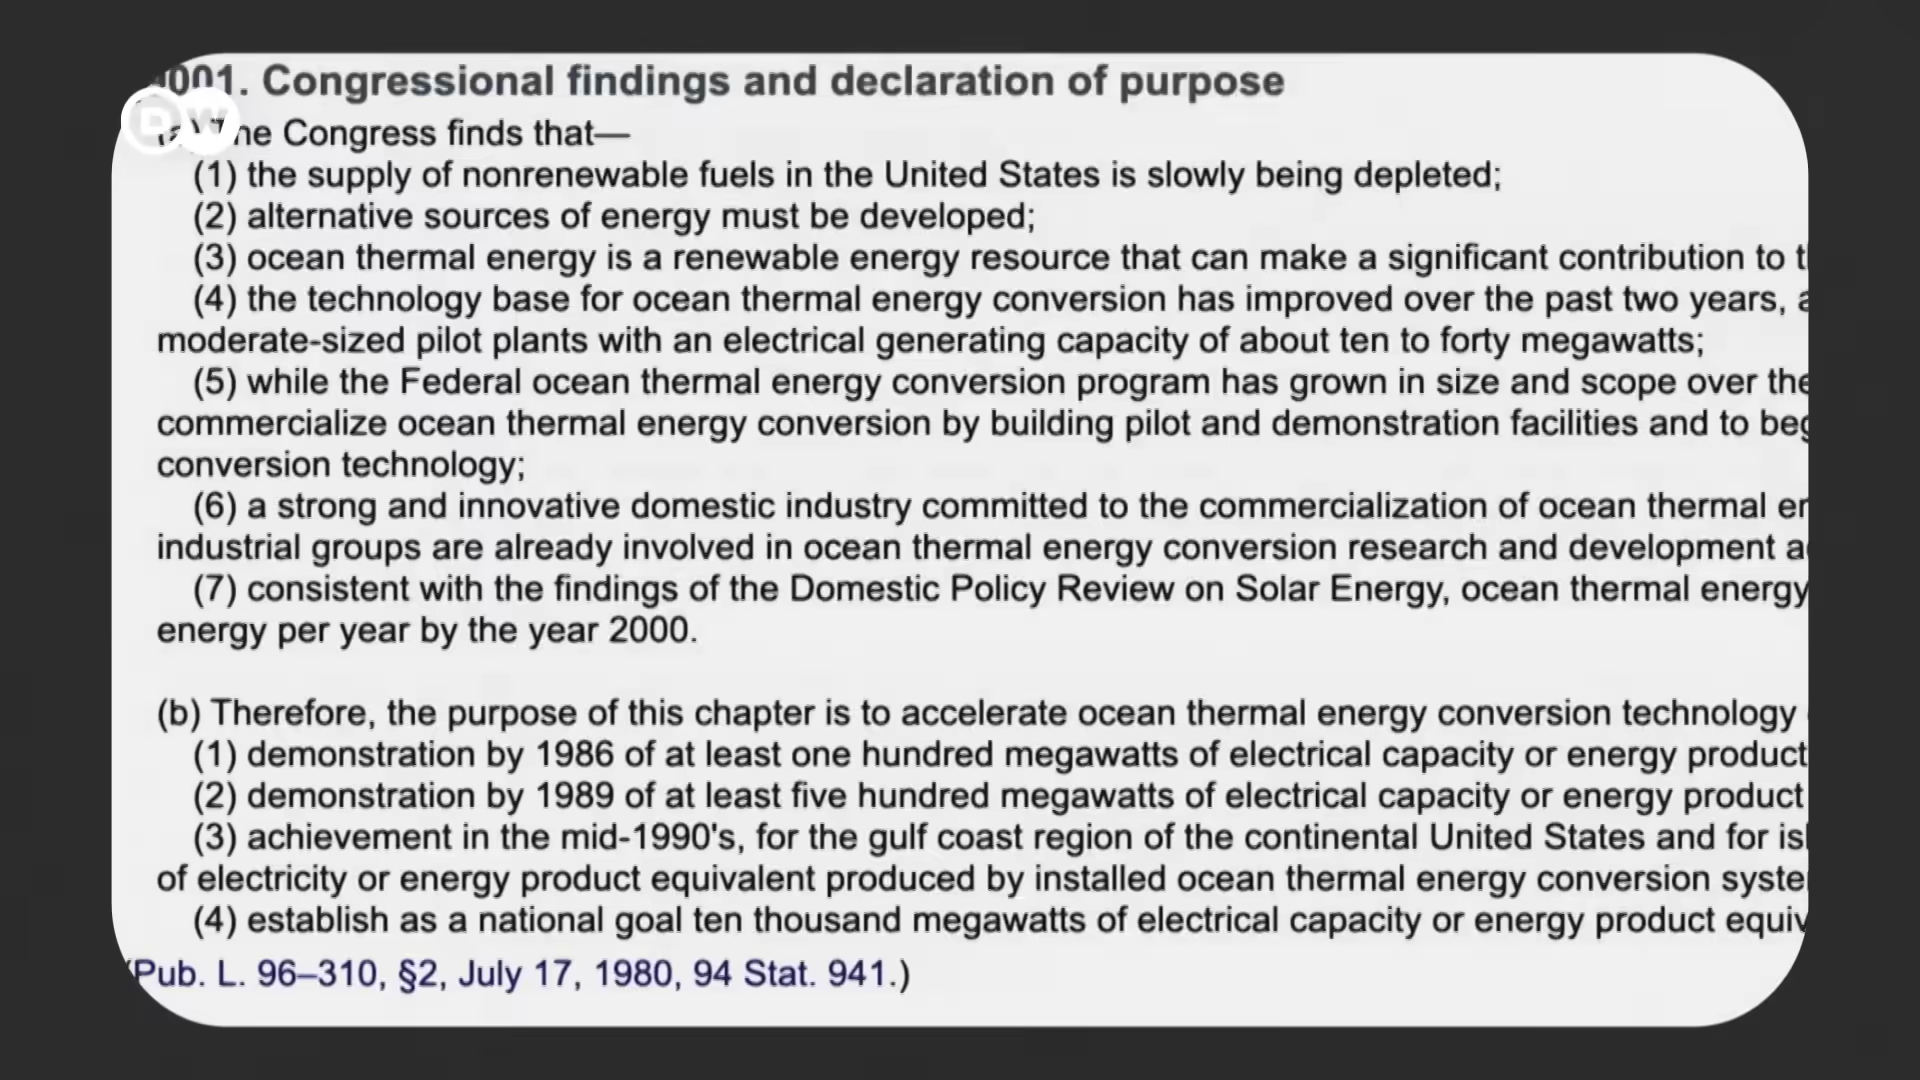 001. Congressional findings and declaration of purpose
DW
(a) The Congress finds that—
(1) the supply of nonrenewable fuels in the United States is slowly being depleted;
(2) alternative sources of energy must be developed;
(3) ocean thermal energy is a renewable energy resource that can make a significant contribution to
(4) the technology base for ocean thermal energy conversion has improved over the past two years,
moderate-sized pilot plants with an electrical generating capacity of about ten to forty megawatts;
(5) while the Federal ocean thermal energy conversion program has grown in size and scope over the
commercialize ocean thermal energy conversion by building pilot and demonstration facilities and to
conversion technology;
(6) a strong and innovative domestic industry committed to the commercialization of ocean thermal
industrial groups are already involved in ocean thermal energy conversion research and development
(7) consistent with the findings of the Domestic Policy Review on Solar Energy, ocean thermal energy
energy per year by the year 2000.
(b) Therefore, the purpose of this chapter is to accelerate ocean thermal energy conversion technology
(1) demonstration by 1986 of at least one hundred megawatts of electrical capacity or energy product
(2) demonstration by 1989 of at least five hundred megawatts of electrical capacity or energy product
(3) achievement in the mid-1990's, for the gulf coast region of the continental United States and for
of electricity or energy product equivalent produced by installed ocean thermal energy conversion
(4) establish as a national goal ten thousand megawatts of electrical capacity or energy product
(Pub. L. 96–310, §2, July 17, 1980, 94 Stat. 941.)